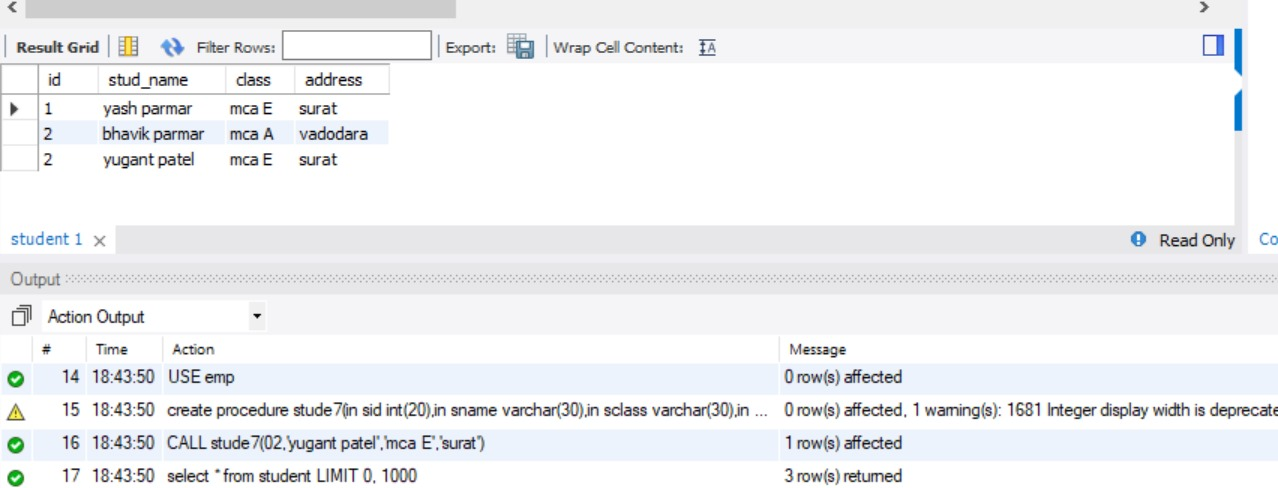 Result Grid Filter Rows: Export: Wrap Cell Content: IA
id stud_name class address
1 yash parmar mca E surat
2 bhavik parmar mca A vadodara
2 yugant patel mca E surat
student 1 Read Only Co
Output
Action Output
# Time Action Message
14 18:43:50 USE emp 0 row(s) affected
15 18:43:50 create procedure stude7(in sid int(20),in sname varchar(30),in sclass varchar(30),in ... 0 row(s) affected, 1 warning(s): 1681 Integer display width is deprecate
16 18:43:50 CALL stude7(02,'yugant patel','mca E','surat') 1 row(s) affected
17 18:43:50 select * from student LIMIT 0, 1000 3 row(s) returned